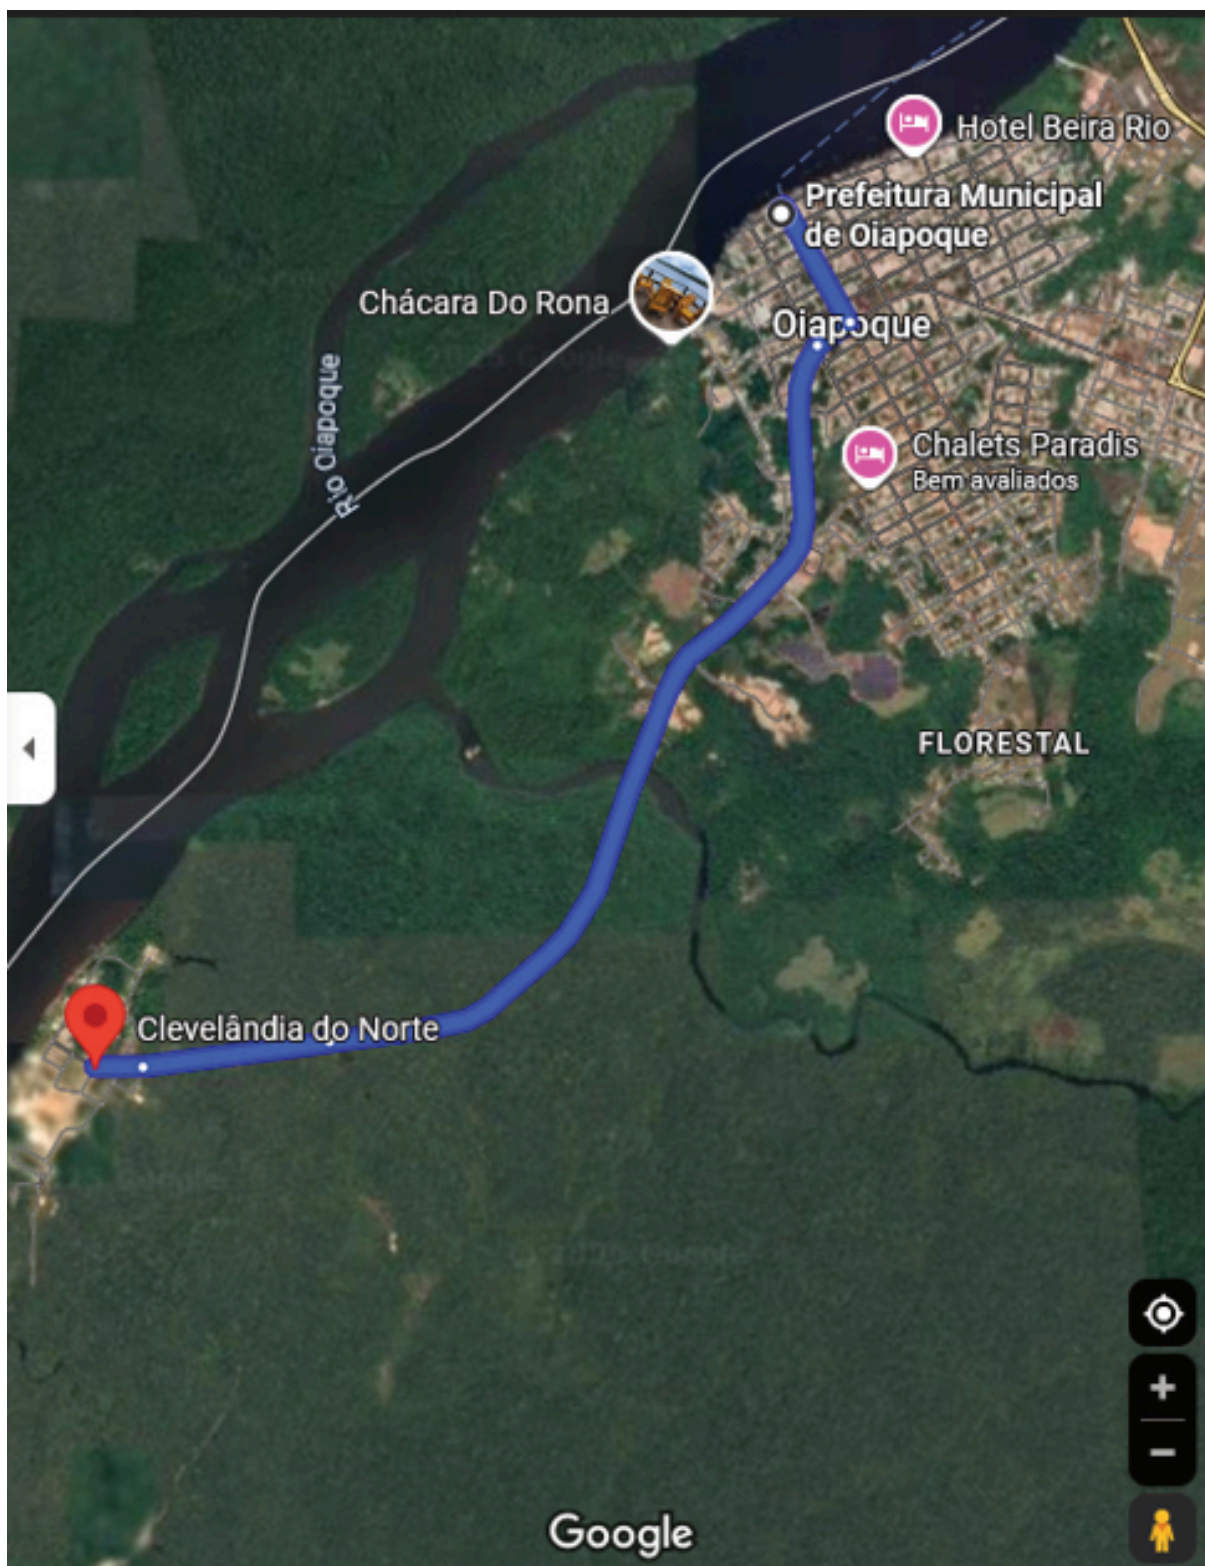 Hotel Beira Rio
Prefeitura Municipal
de Oiapoque
Chácara Do Rona
Oiapoque
Rio Oiapoque
Chalets Paradis
Bem avaliados
FLORESTAL
Clevelândia do Norte
Google